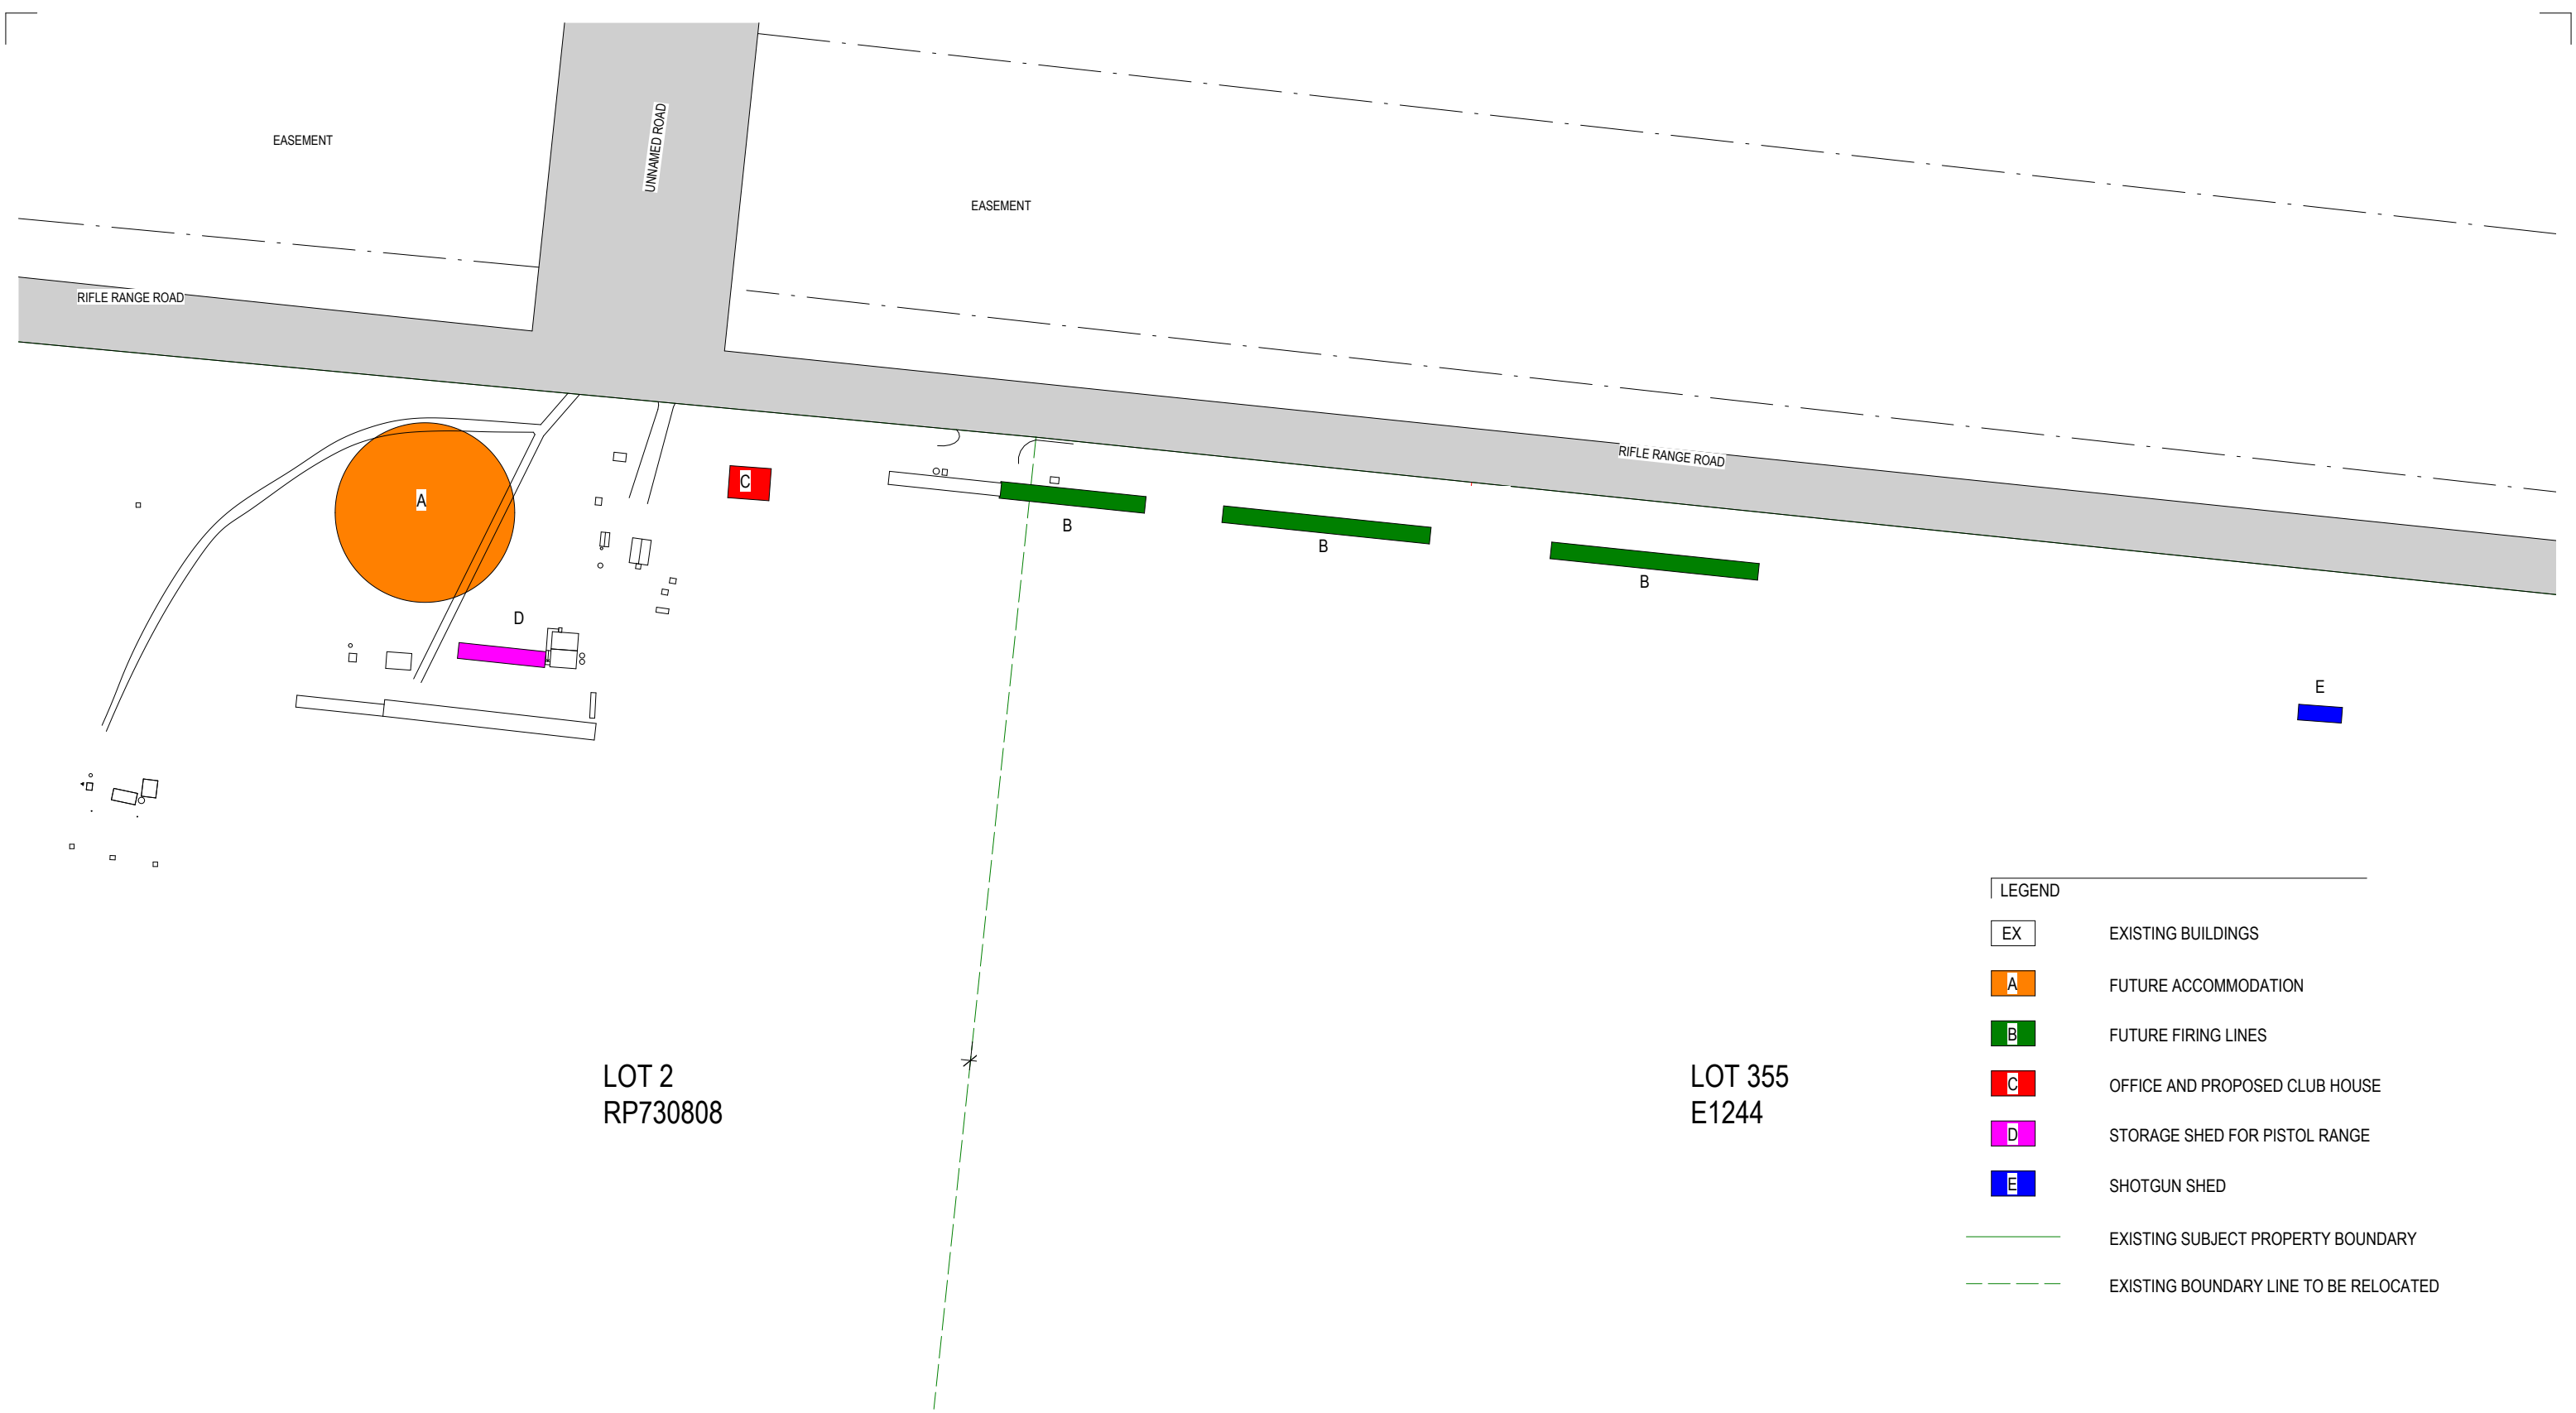 UNNAMED ROAD
EASEMENT
EASEMENT
RIFLE RANGE ROAD
RIFLE RANGE ROAD
A
C
B
B
B
D
E
LEGEND
EX EXISTING BUILDINGS
A FUTURE ACCOMMODATION
B FUTURE FIRING LINES
C OFFICE AND PROPOSED CLUB HOUSE
D STORAGE SHED FOR PISTOL RANGE
E SHOTGUN SHED
EXISTING SUBJECT PROPERTY BOUNDARY
EXISTING BOUNDARY LINE TO BE RELOCATED
LOT 2
RP730808
LOT 355
E1244